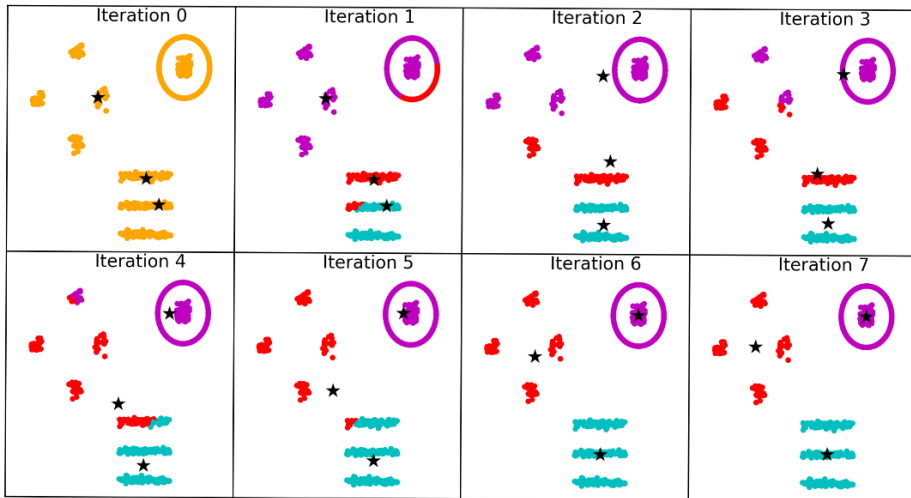 Iteration 0
Iteration 1
Iteration 2
Iteration 3
Iteration 4
Iteration 5
Iteration 6
Iteration 7